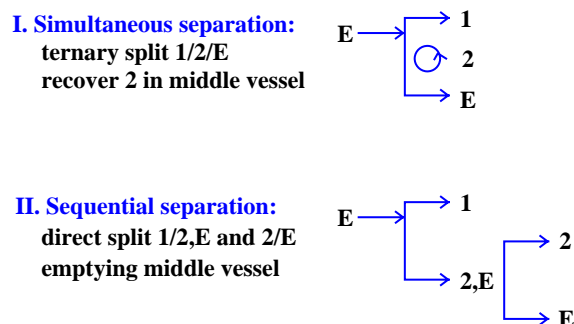 I. Simultaneous separation:
ternary split 1/2/E
recover 2 in middle vessel
E
1
2
E
II. Sequential separation:
direct split 1/2,E and 2/E
emptying middle vessel
E
1
2,E
2
E